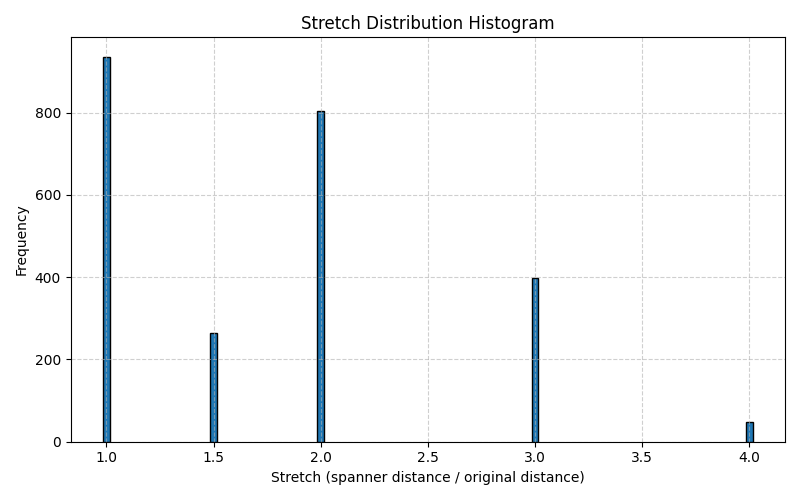 Stretch Distribution Histogram
Frequency
800
600
400
200
0
1.0 1.5 2.0 2.5 3.0 3.5 4.0
Stretch (spanner distance / original distance)